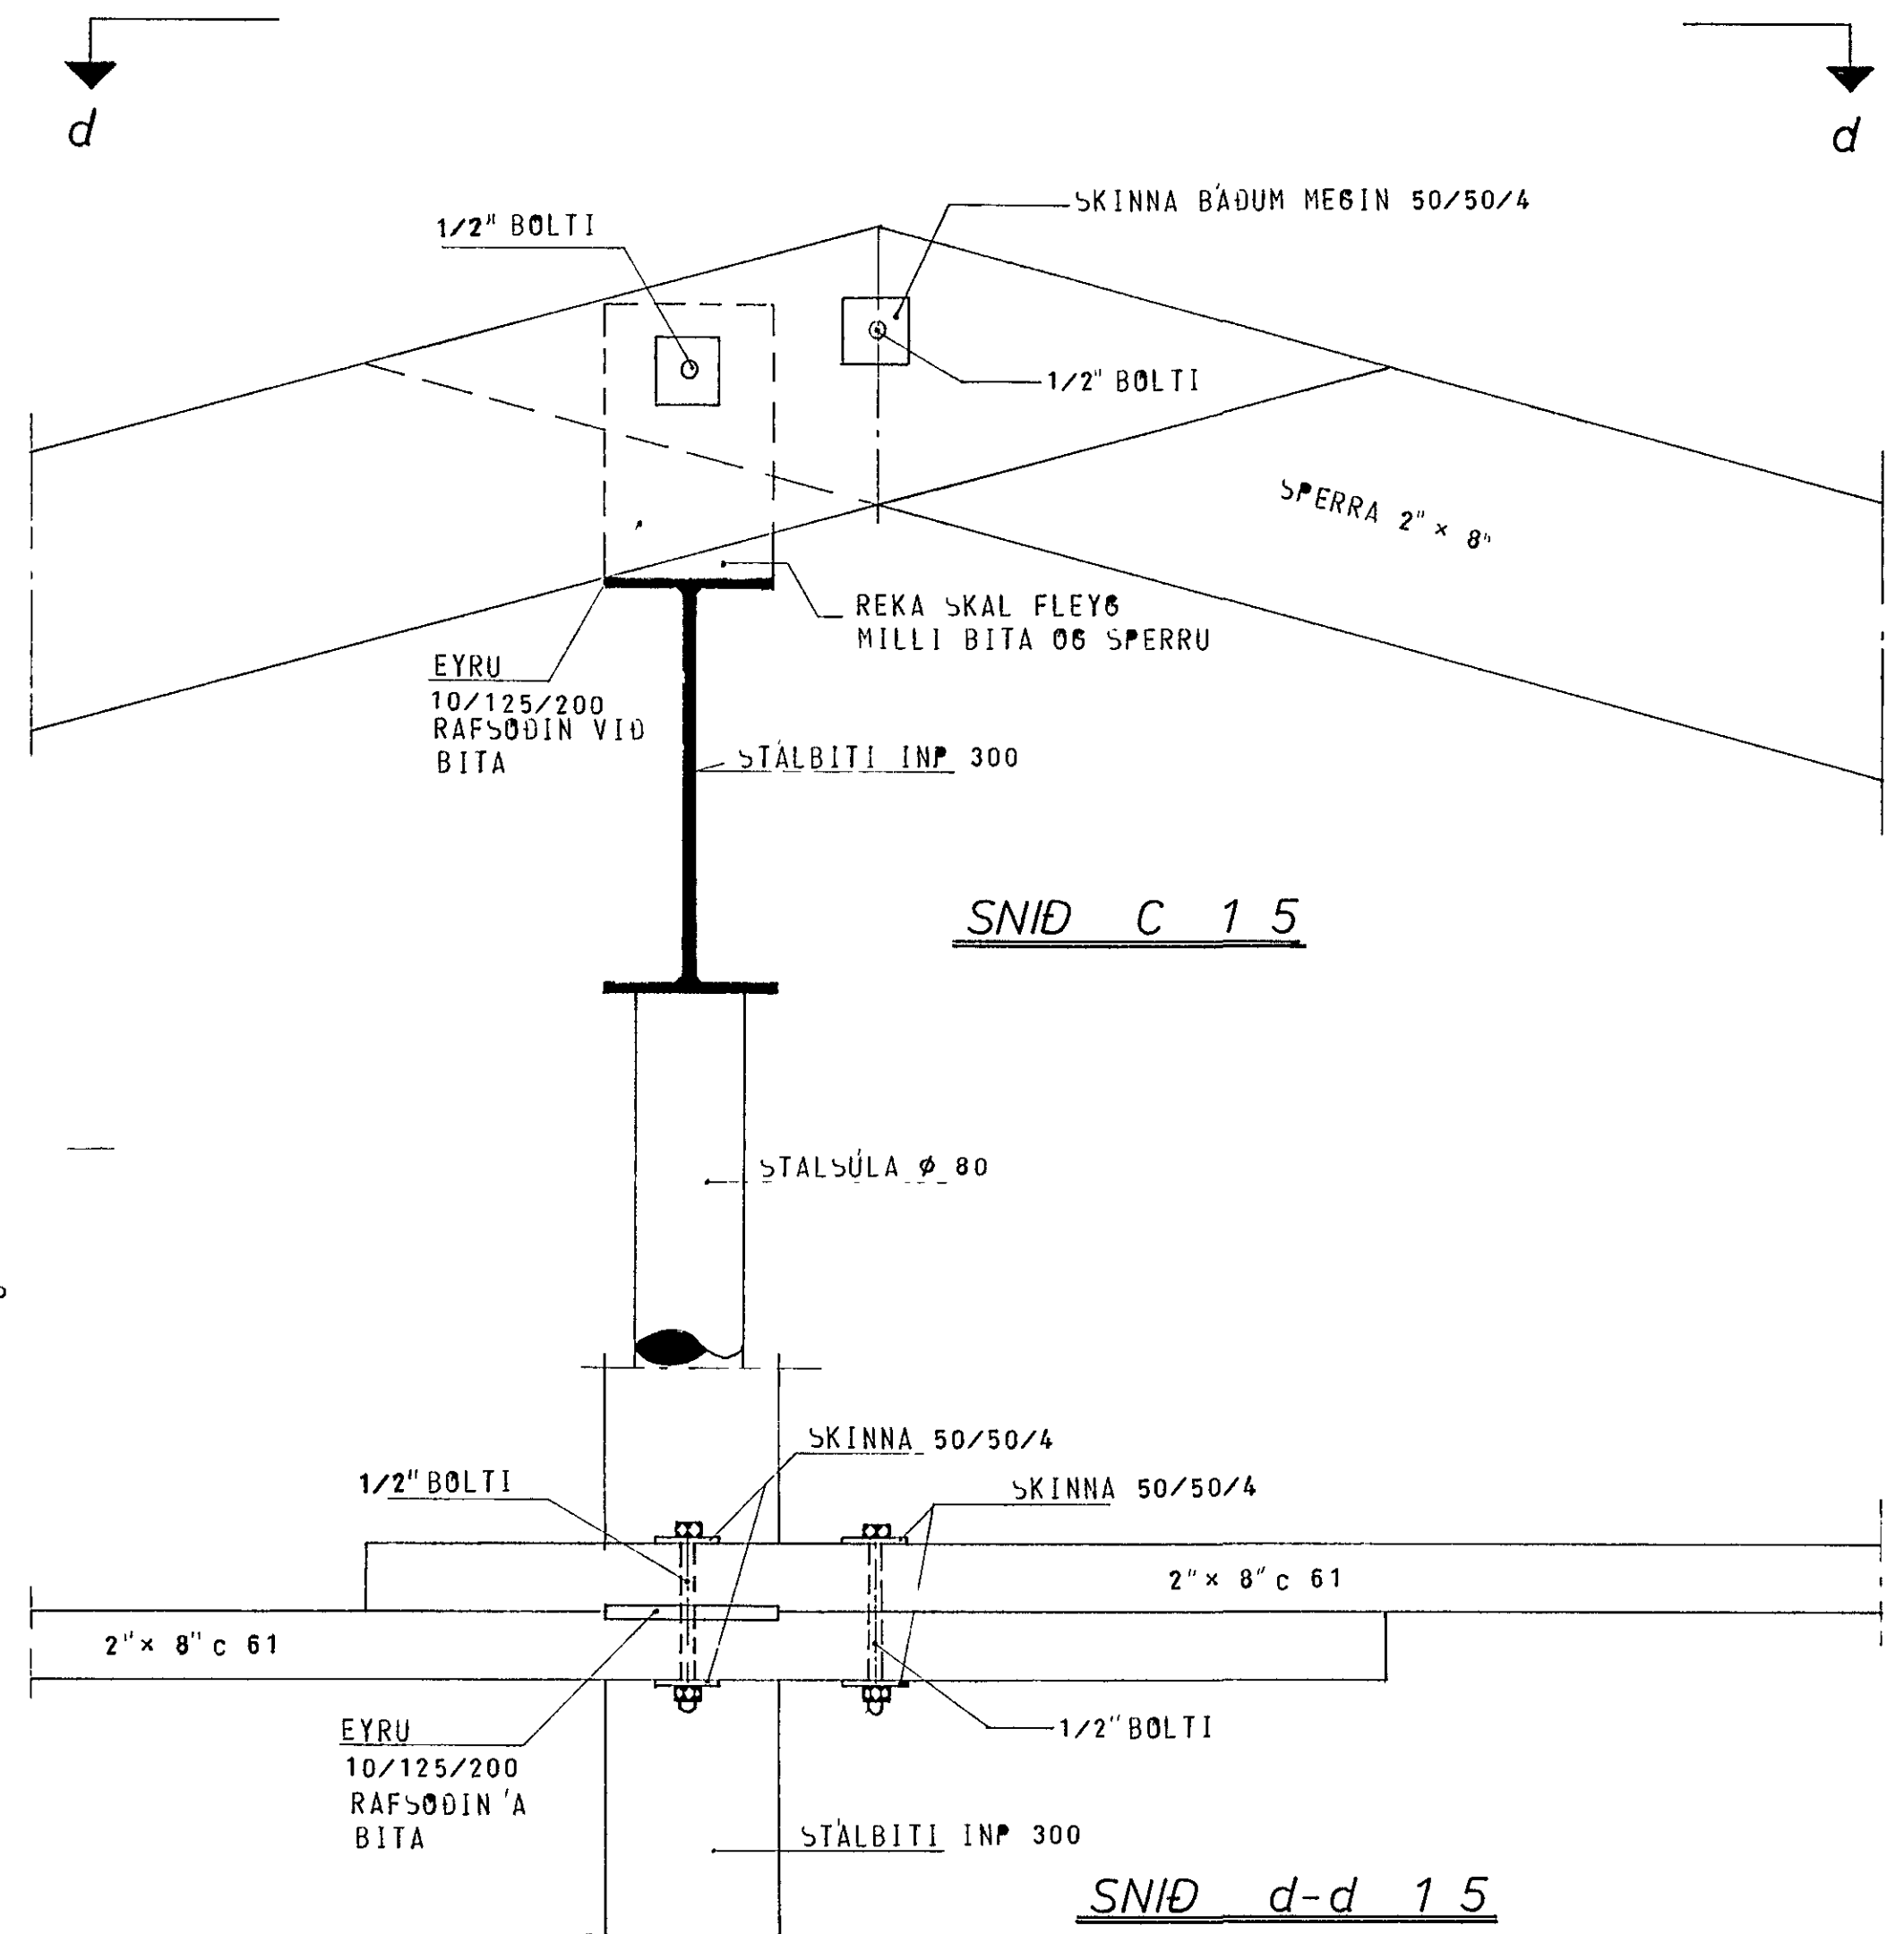 d
d
SKINNA BÁÐUM MEGIN 50/50/4
1/2" BOLTI
1/2" BOLTI
SPERRA 2" × 8"
REKA SKAL FLEYG
MILLI BITA OG SPERRU
EYRU
10/125/200
RAFSOÐIN VIÐ
BITA
STÁLBITI INP 300
SNIÐ C 1 5
STALSÚLA Ø 80
SKINNA 50/50/4
1/2" BOLTI
SKINNA 50/50/4
2" × 8" c 61
2" × 8" c 61
EYRU
10/125/200
RAFSOÐIN Á
BITA
1/2" BOLTI
STÁLBITI INP 300
SNIÐ d-d 1 5